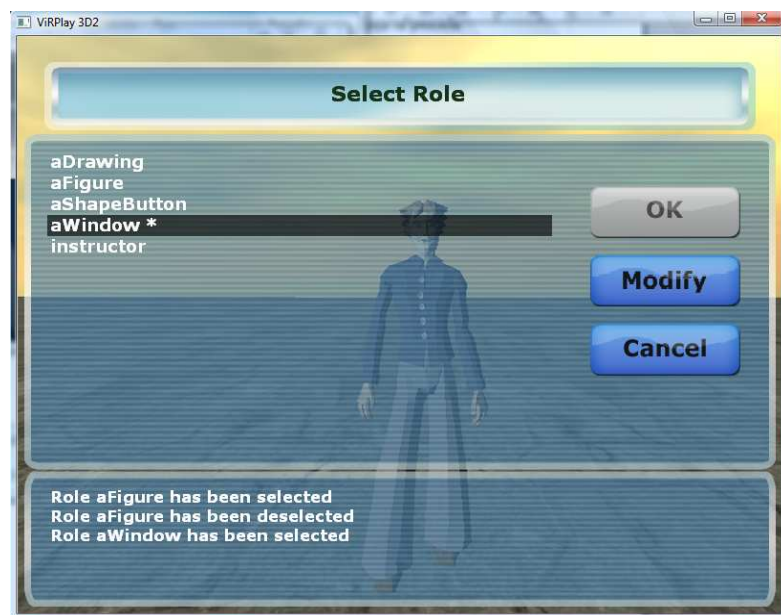 ViRPlay 3D2
Select Role
aDrawing
aFigure
aShapeButton
aWindow *
instructor
OK
Modify
Cancel
Role aFigure has been selected
Role aFigure has been deselected
Role aWindow has been selected